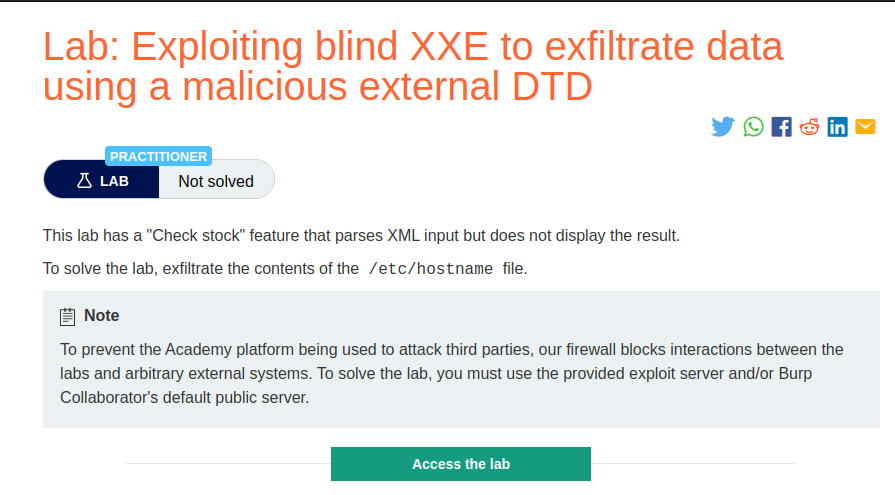 Lab: Exploiting blind XXE to exfiltrate data
using a malicious external DTD
PRACTITIONER
LAB
Not solved
This lab has a "Check stock" feature that parses XML input but does not display the result.
To solve the lab, exfiltrate the contents of the /etc/hostname file.
Note
To prevent the Academy platform being used to attack third parties, our firewall blocks interactions between the
labs and arbitrary external systems. To solve the lab, you must use the provided exploit server and/or Burp
Collaborator's default public server.
Access the lab